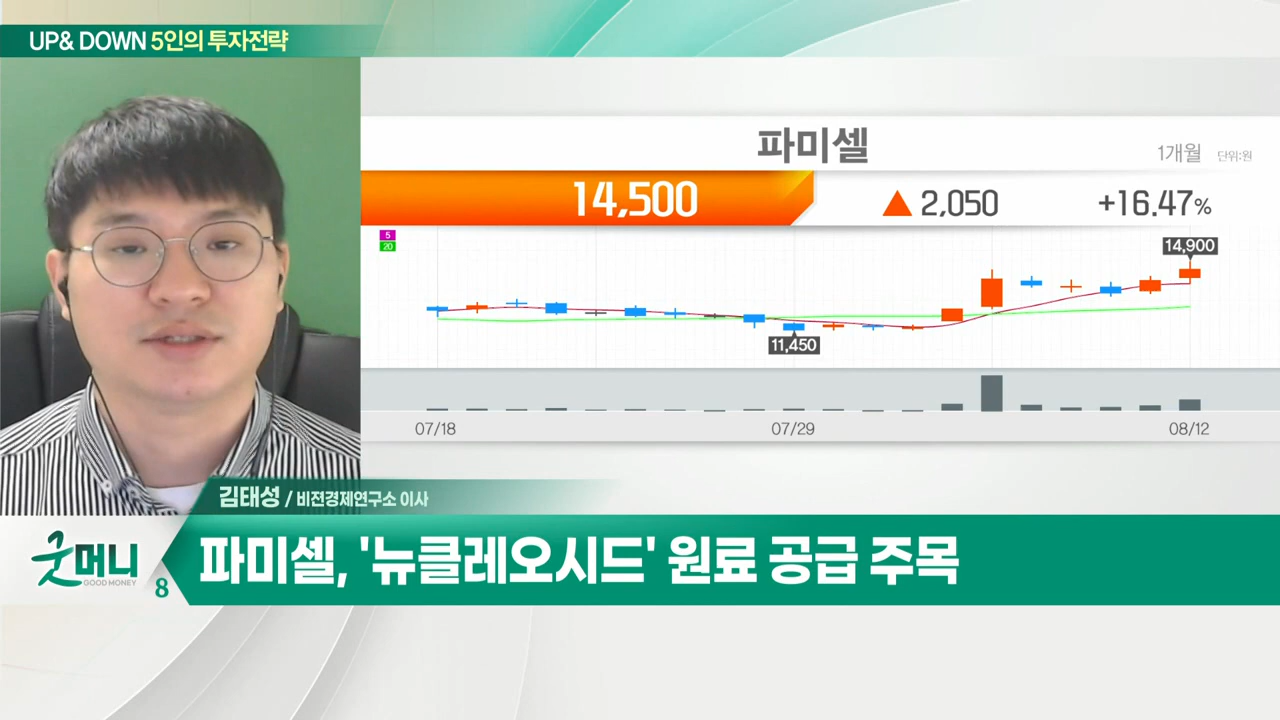 UP& DOWN 5인의 투자전략
파미셀
1개월 단위:원
14,500 ▲ 2,050 +16.47%
5
20
14,900
11,450
07/18 07/29 08/12
김태성 / 비전경제연구소 이사
굿머니
GOOD MONEY
8
파미셀, '뉴클레오시드' 원료 공급 주목